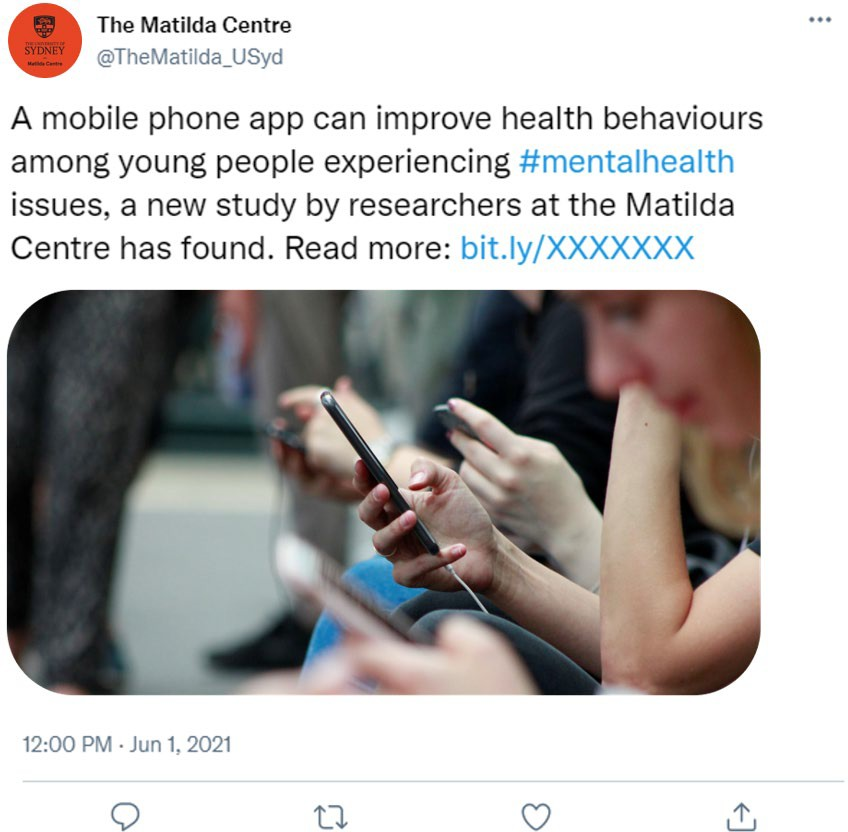 THE UNIVERSITY OF
SYDNEY
Matilda Centre
The Matilda Centre
@TheMatilda_USyd
A mobile phone app can improve health behaviours
among young people experiencing #mentalhealth
issues, a new study by researchers at the Matilda
Centre has found. Read more: bit.ly/XXXXXXX
12:00 PM · Jun 1, 2021